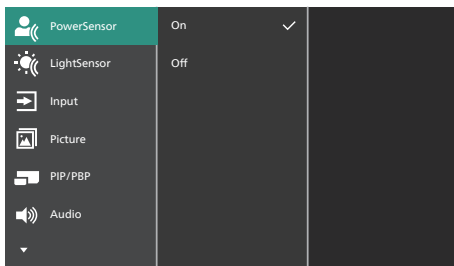 PowerSensor
On
LightSensor
Off
Input
Picture
PIP/PBP
Audio